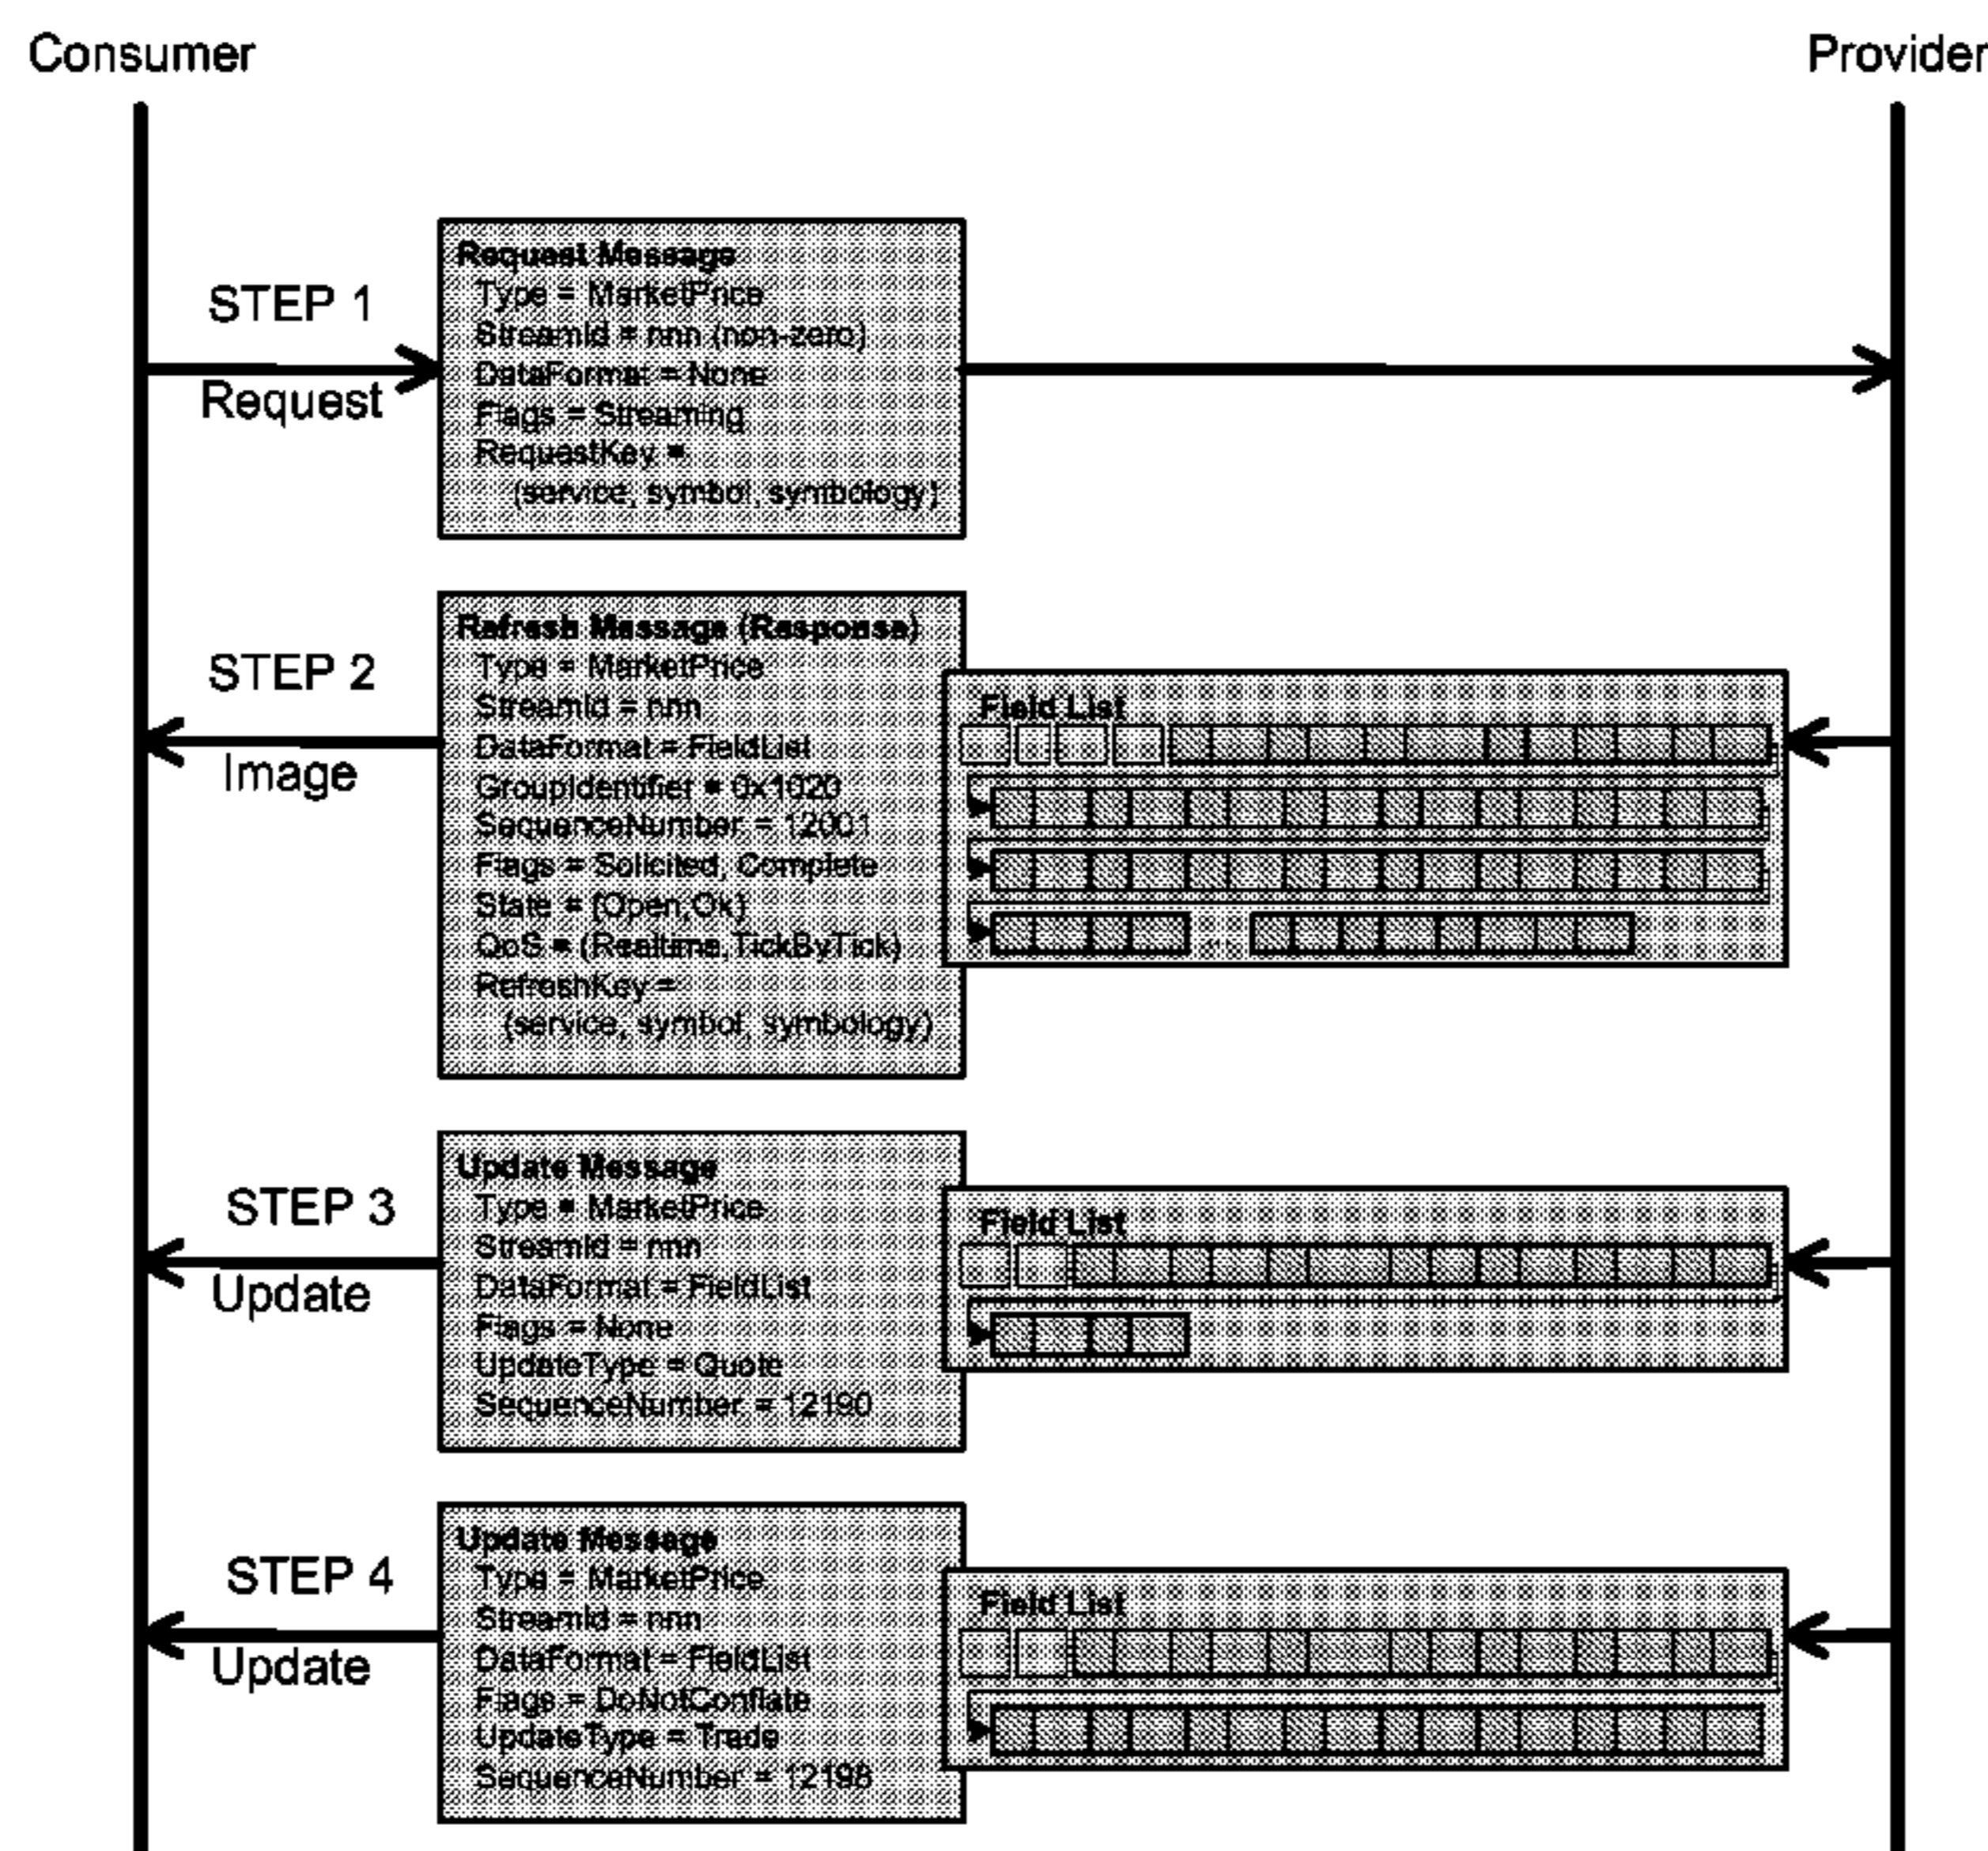 Consumer
Provider
STEP 1
Request
Request Message
Type = MarketPrice
StreamId = nnn (non-zero)
DataFormat = None
Flags = Streaming
RequestKey =
(service, symbol, symbology)
STEP 2
Image
Refresh Message (Response)
Type = MarketPrice
StreamId = nnn
DataFormat = FieldList
GroupIdentifier = 0x1020
SequenceNumber = 12001
Flags = Solicited, Complete
State = (Open,Ok)
QoS = (Realtime,TickByTick)
RefreshKey =
(service, symbol, symbology)
Field List
...
STEP 3
Update
Update Message
Type = MarketPrice
StreamId = nnn
DataFormat = FieldList
Flags = None
UpdateType = Quote
SequenceNumber = 12190
Field List
STEP 4
Update
Update Message
Type = MarketPrice
StreamId = nnn
DataFormat = FieldList
Flags = DoNotConflate
UpdateType = Trade
SequenceNumber = 12198
Field List